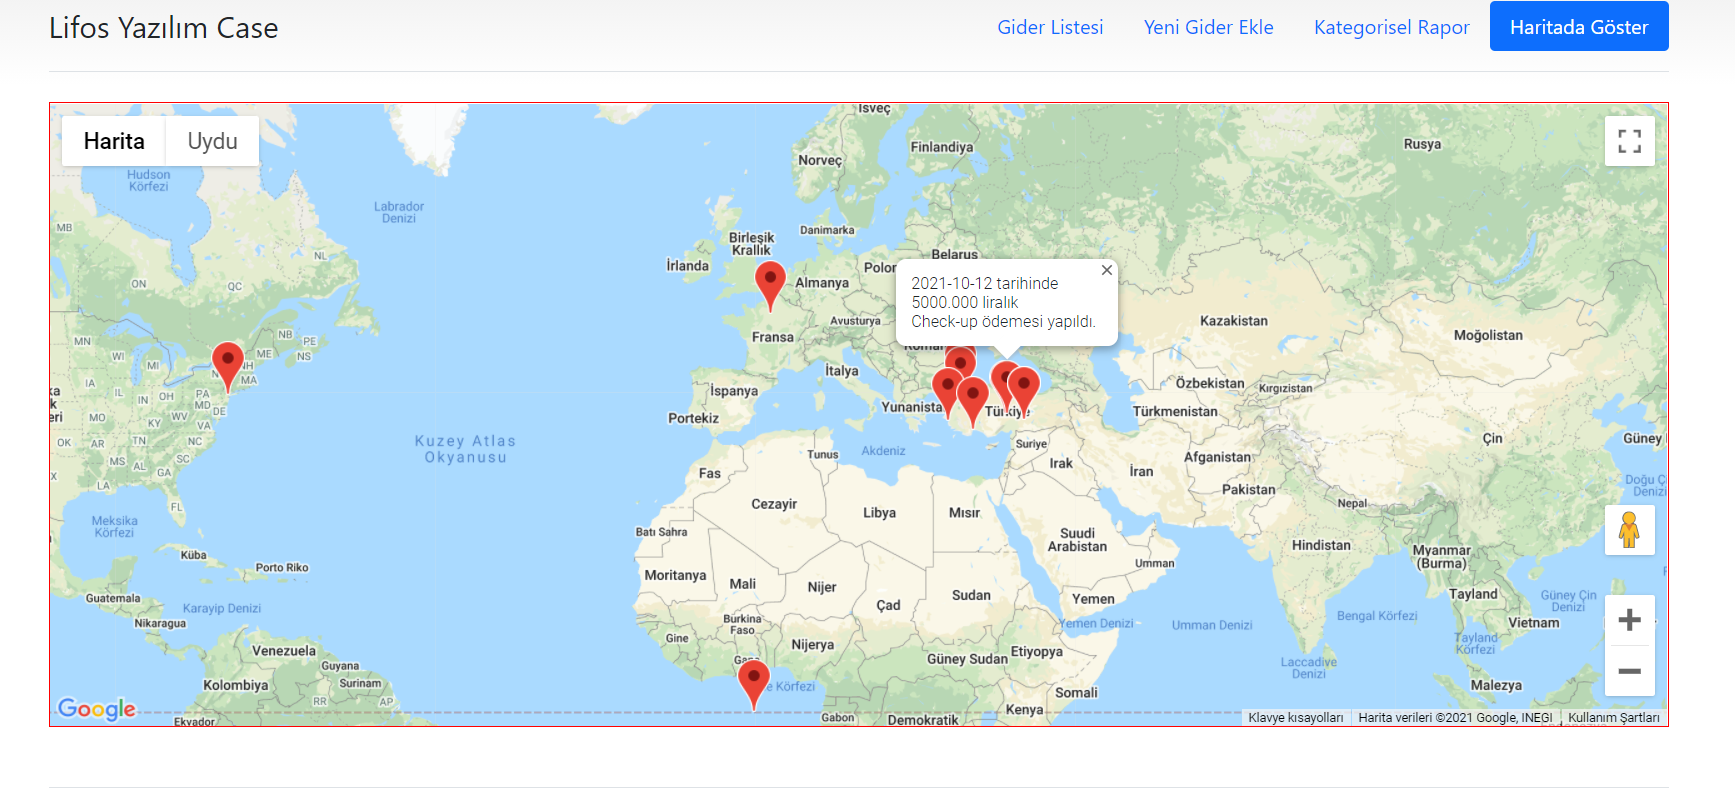 Lifos Yazılım Case
Gider Listesi
Yeni Gider Ekle
Kategorisel Rapor
Haritada Göster
Harita
Uydu
İsveç
Finlandiya
Norveç
Rusya
Hudson
Körfezi
Labrador
Denizi
MB
NL
Danimarka
Birleşik
Krallık
İrlanda
Belarus
Almanya
ON
QC
2021-10-12 tarihinde
5000.000 liralık
Check-up ödemesi yapıldı.
Avusturya
Fransa
Kazakistan
Moğolistan
MN
WI
MI
NB
PE
NS
ME
NH
MA
İtalya
İspanya
Portekiz
Yunanista
Türkiye
Özbekistan
Kırgızistan
Türkmenistan
IA
IL
IN
OH
PA
MD
DE
WV
MO
KY
VA
OK
AR
TN
NC
MS
AL
SC
GA
LA
FL
Kuzey Atlas
Okyanusu
Akdeniz
Suriye
Irak
İran
Afganistan
Pakistan
Çin
Güney
Nepal
Doğu Ç
Denizi
Tunus
Fas
Cezayir
Libya
Mısır
Batı Sahra
Suudi
Arabistan
Umman
Hindistan
Myanmar
(Burma)
Meksika
Körfezi
Küba
Porto Riko
Moritanya
Mali
Nijer
Çad
Sudan
Yemen
Tayland
Güney Çin
Denizi
Guatemala
Karayip Denizi
Nikaragua
Burkina
Faso
Gine
Nijerya
Yemen Denizi
Umman Denizi
Bengal Körfezi
Vietnam
Tayland
Körfezi
Venezuela
Guyana
Surinam
Kolombiya
Güney Sudan
Etiyopya
Laccadive
Denizi
Malezya
Somali
RR
AP
e Körfezi
Kenya
Gabon
Demokratik
Ekvador
Google
Klavye kısayolları
Harita verileri ©2021 Google, INEGI
Kullanım Şartları